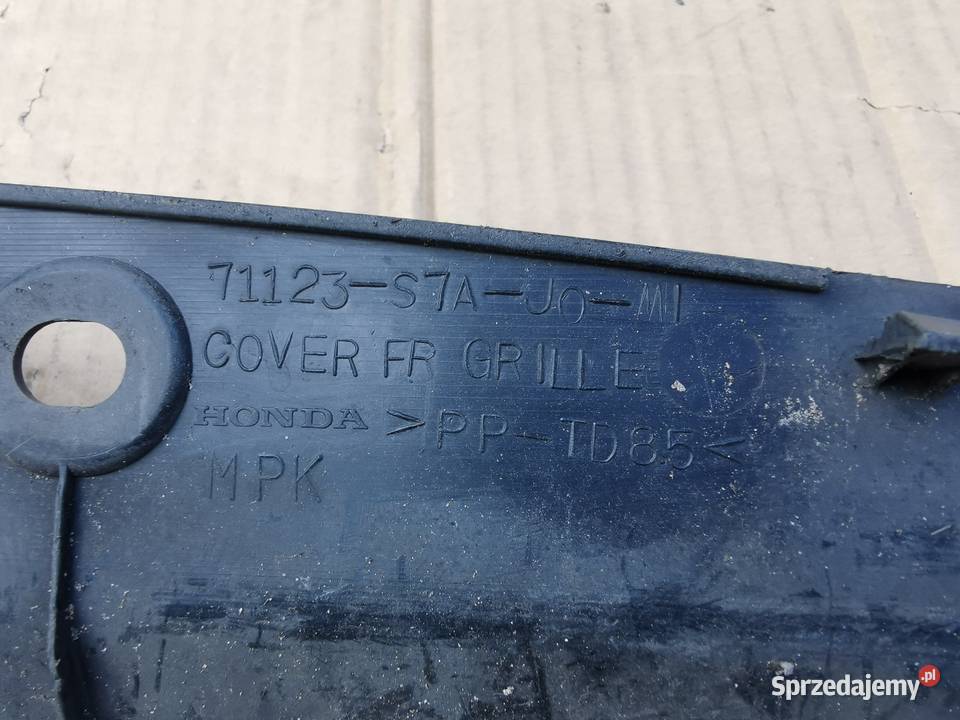 71123-S7A-J0-M1
COVER FR GRILLE
HONDA >PP-TD85<
MPK
Sprzedajemy.pl